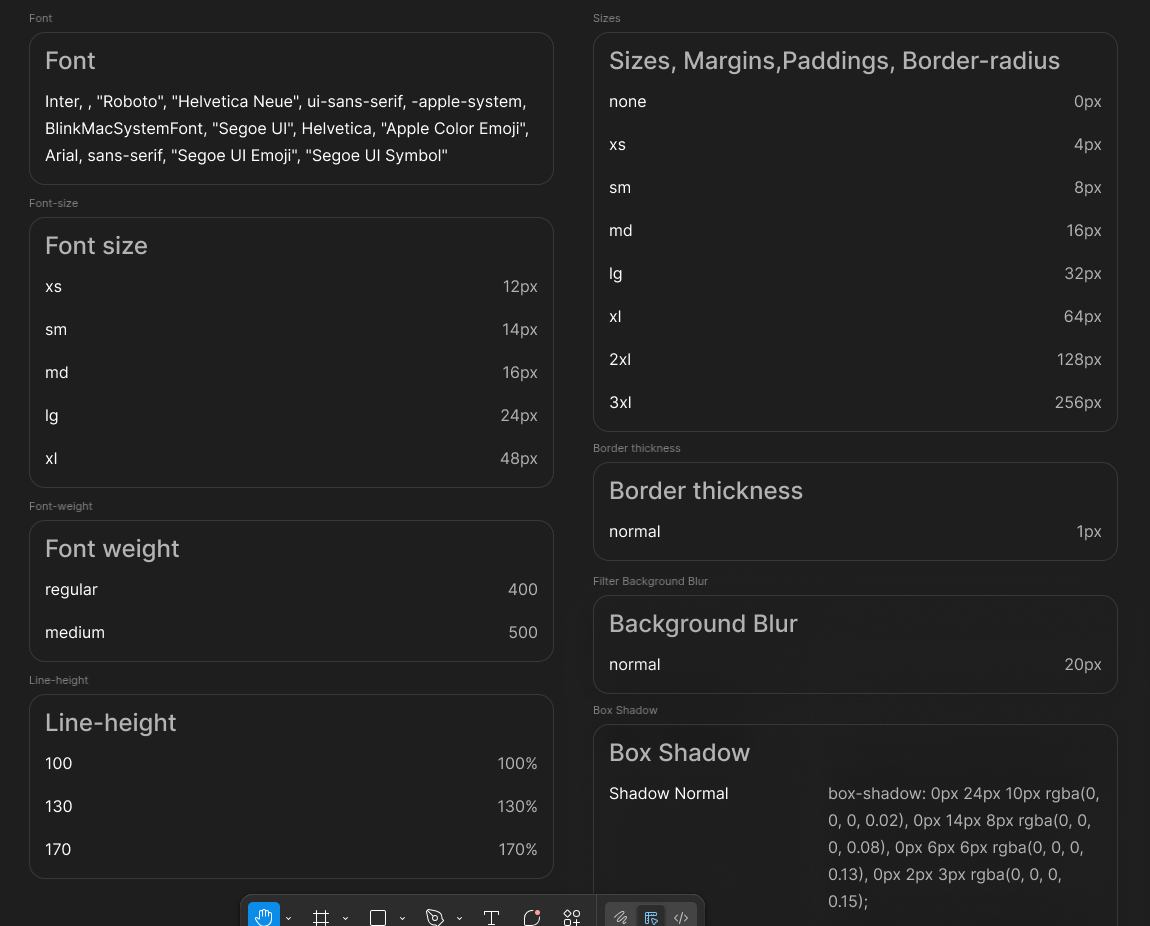 Font
Font
Inter, , "Roboto", "Helvetica Neue", ui-sans-serif, -apple-system,
BlinkMacSystemFont, "Segoe UI", Helvetica, "Apple Color Emoji",
Arial, sans-serif, "Segoe UI Emoji", "Segoe UI Symbol"
Font-size
Font size
xs 12px
sm 14px
md 16px
lg 24px
xl 48px
Font-weight
Font weight
regular 400
medium 500
Line-height
Line-height
100 100%
130 130%
170 170%
Sizes
Sizes, Margins,Paddings, Border-radius
none 0px
xs 4px
sm 8px
md 16px
lg 32px
xl 64px
2xl 128px
3xl 256px
Border thickness
Border thickness
normal 1px
Filter Background Blur
Background Blur
normal 20px
Box Shadow
Box Shadow
Shadow Normal box-shadow: 0px 24px 10px rgba(0,
0, 0, 0.02), 0px 14px 8px rgba(0, 0,
0, 0.08), 0px 6px 6px rgba(0, 0, 0,
0.13), 0px 2px 3px rgba(0, 0, 0,
0.15);